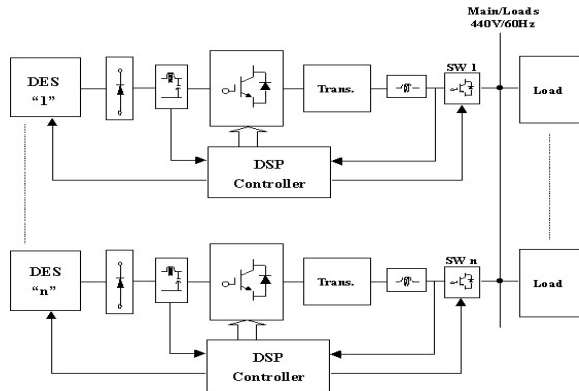 Main/Loads
440V/60Hz
DES
"1"
Trans.
SW 1
Load
DSP
Controller
DES
"n"
Trans.
SW n
Load
DSP
Controller